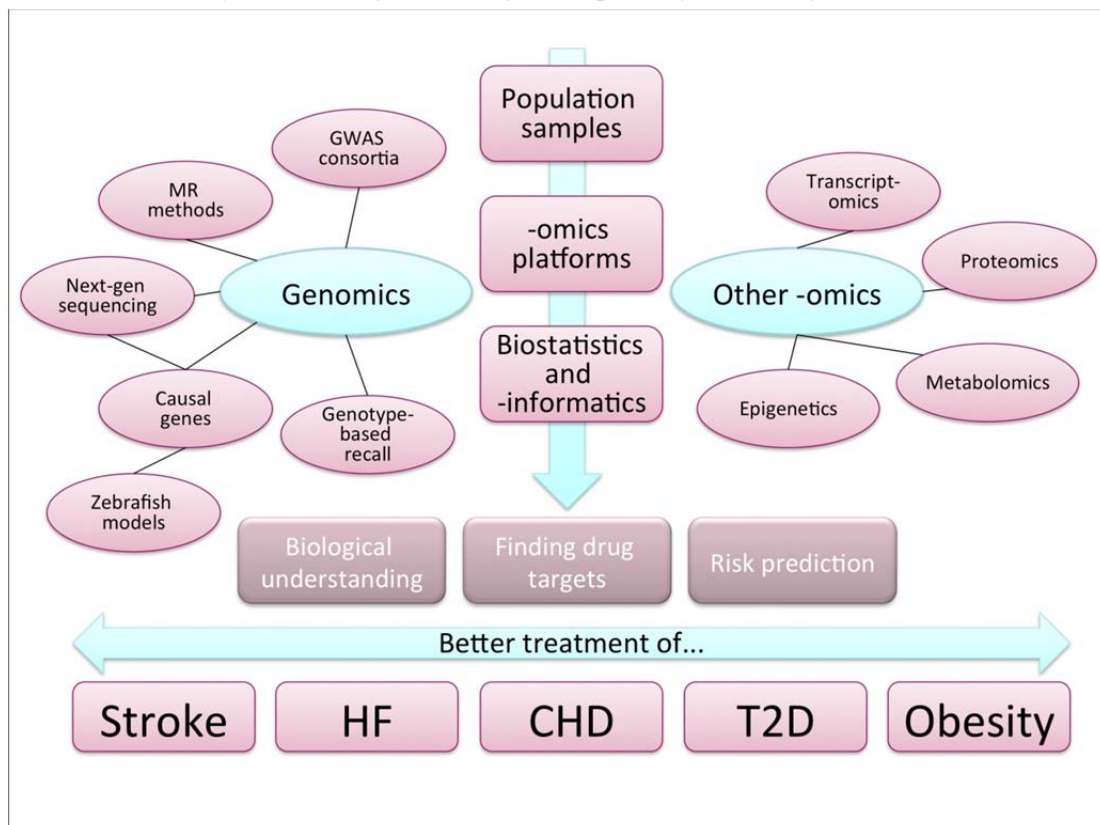 Population
samples
GWAS
consortia
MR
methods
Transcript-
omics
-omics
platforms
Next-gen
sequencing
Genomics
Other -omics
Proteomics
Biostatistics
and
-informatics
Causal
genes
Genotype-
based
recall
Epigenetics
Metabolomics
Zebrafish
models
Biological
understanding
Finding drug
targets
Risk prediction
Better treatment of...
Stroke
HF
CHD
T2D
Obesity